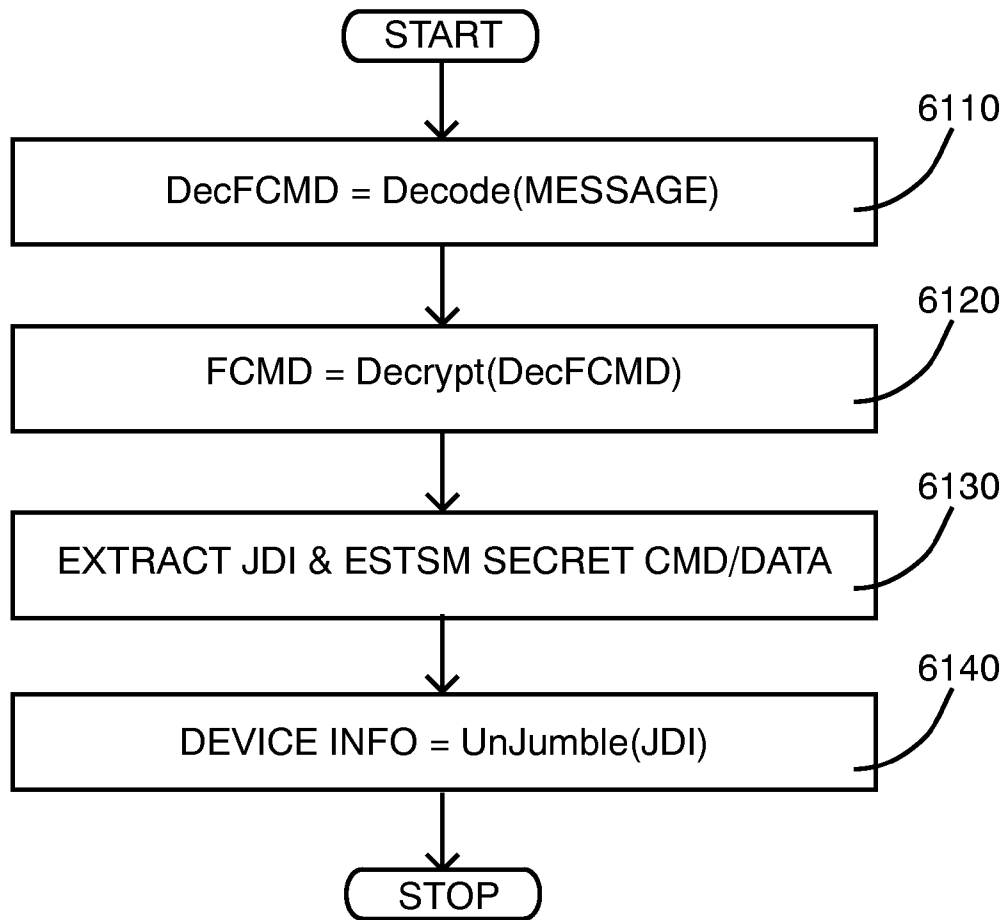 START
6110
DecFCMD = Decode(MESSAGE)
6120
FCMD = Decrypt(DecFCMD)
6130
EXTRACT JDI & ESTSM SECRET CMD/DATA
6140
DEVICE INFO = UnJumble(JDI)
STOP